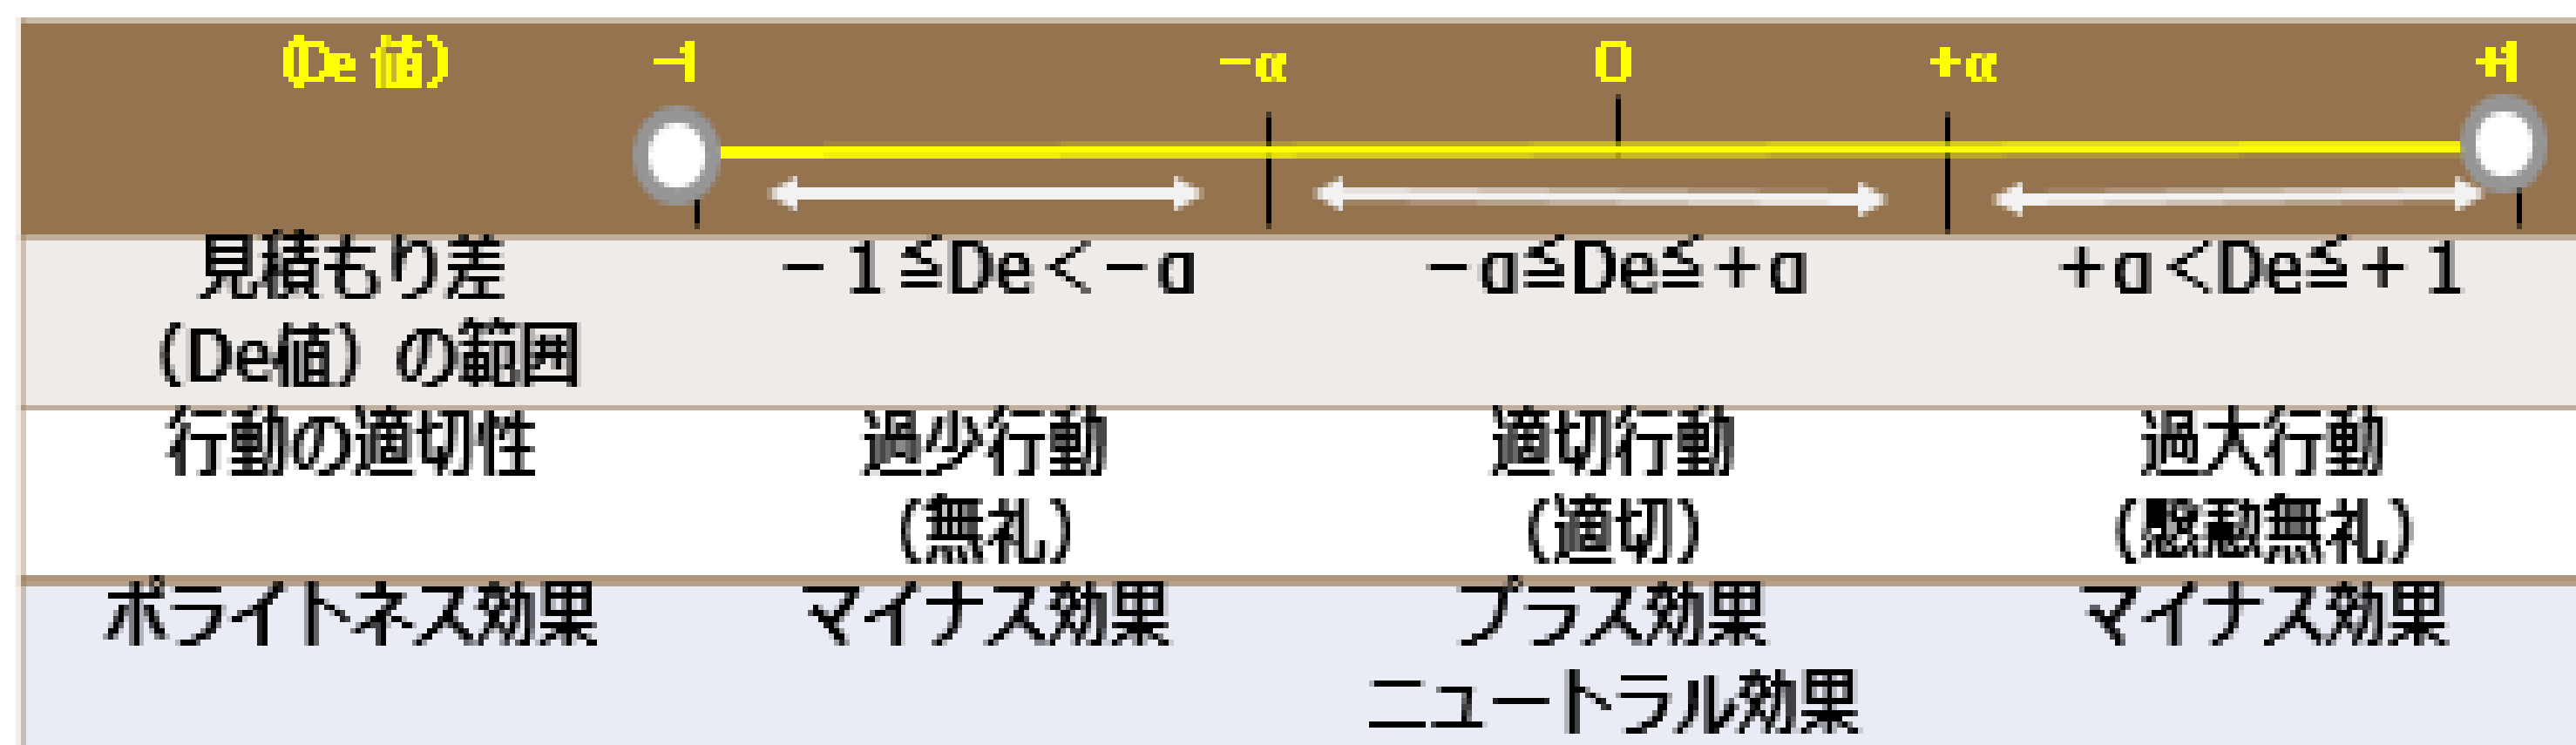 (De 値) -1 -α 0 +α +1
見積もり差 －1≦De＜－α －α≦De≦＋α ＋α＜De≦＋1
（De値）の範囲
行動の適切性 過少行動 適切行動 過大行動
（無礼） （適切） （慇懃無礼）
ポライトネス効果 マイナス効果 プラス効果 マイナス効果
ニュートラル効果